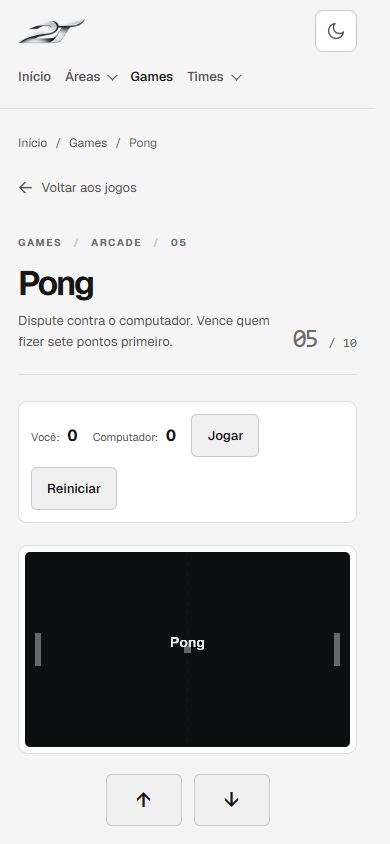 Início Áreas Games Times
Início / Games / Pong
← Voltar aos jogos
GAMES / ARCADE / 05
Pong
Dispute contra o computador. Vence quem
fizer sete pontos primeiro.
05 / 10
Você: 0 Computador: 0 Jogar
Reiniciar
Pong
↑ ↓